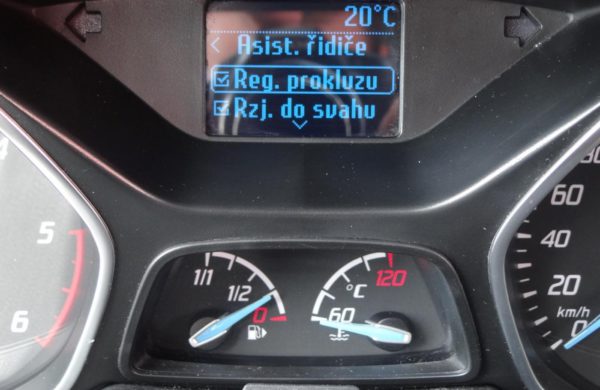 20°C
< Asist. řidiče
Reg. prokluzu
Rzj. do svahu
4
5
6
1/1
1/2
0
60
°C
120
80
60
40
20
km/h
0